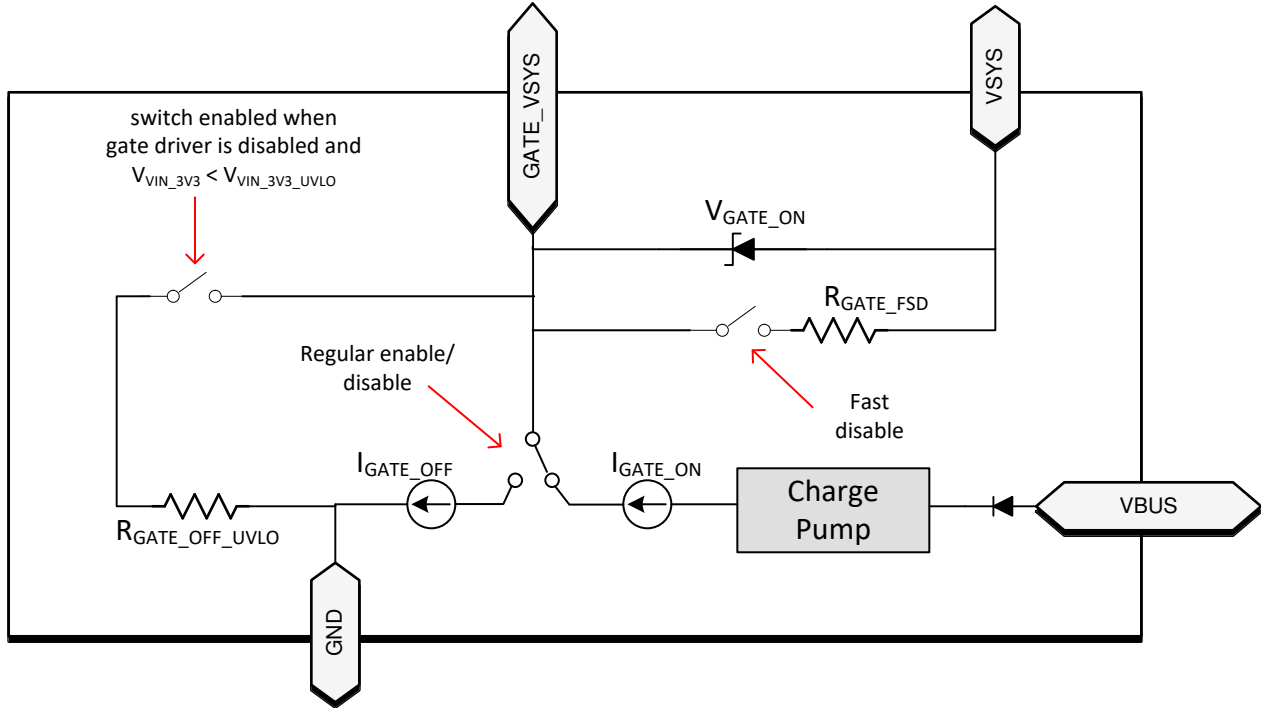 GATE_VSYS
VSYS
switch enabled when
gate driver is disabled and
V_VIN_3V3 < V_VIN_3V3_UVLO
V_GATE_ON
R_GATE_FSD
Regular enable/
disable
Fast
disable
I_GATE_OFF
I_GATE_ON
Charge
Pump
VBUS
R_GATE_OFF_UVLO
GND